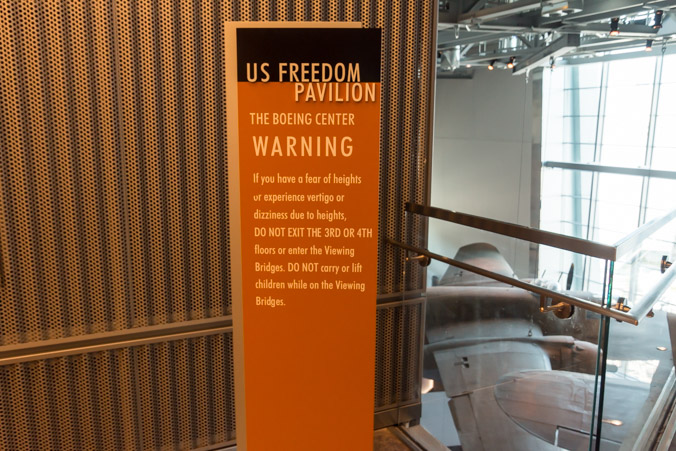 US FREEDOM
PAVILION
THE BOEING CENTER
WARNING
If you have a fear of heights
or experience vertigo or
dizziness due to heights,
DO NOT EXIT THE 3RD OR 4TH
floors or enter the Viewing
Bridges. DO NOT carry or lift
children while on the Viewing
Bridges.